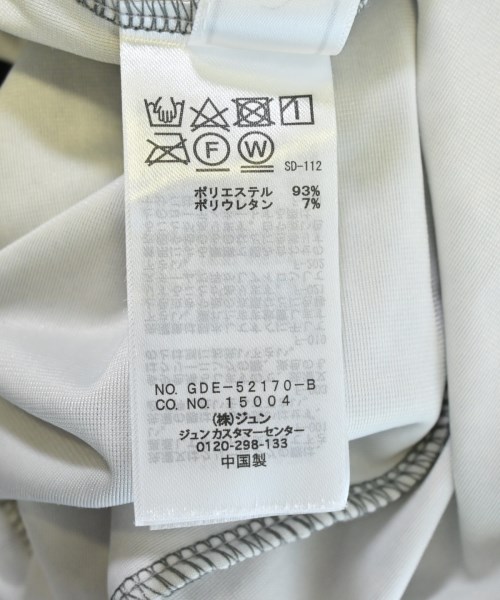 F W
SD-112
ポリエステル 93%
ポリウレタン 7%
NO. GDE-52170-B
CO. NO. 15004
(株)ジュン
ジュンカスタマーセンター
0120-298-133
中国製